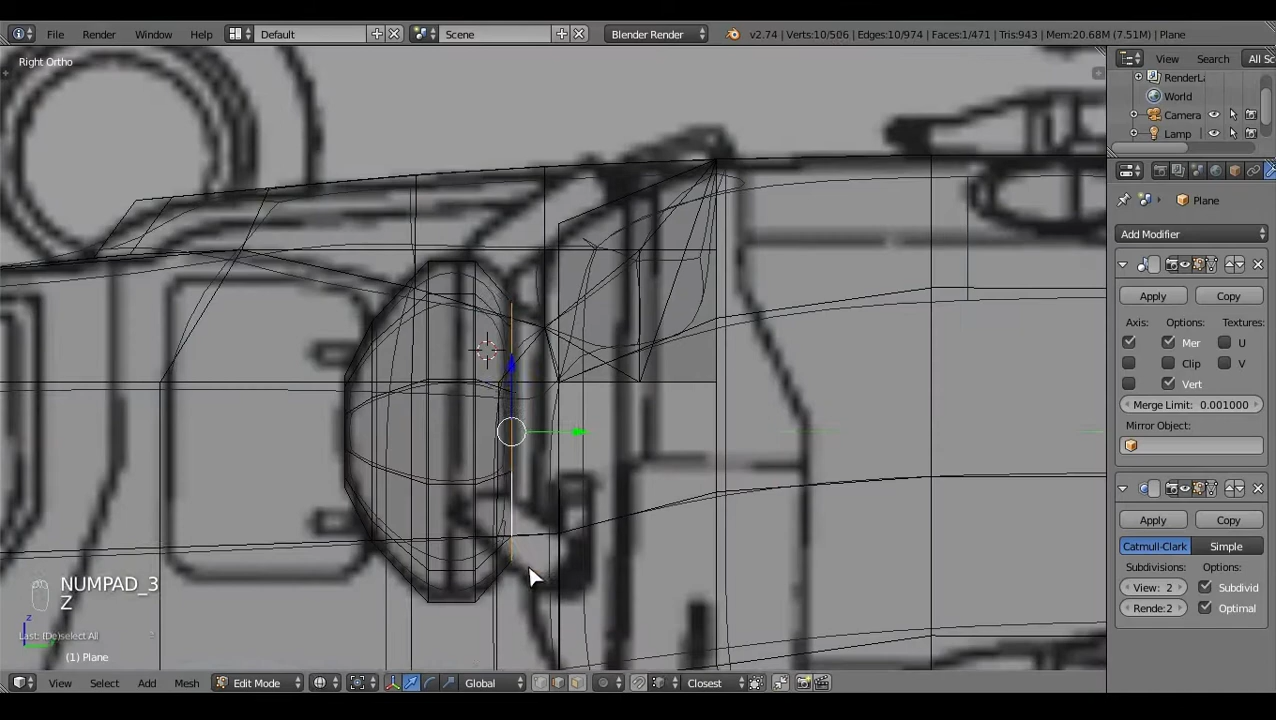 File Render Window Help Default Scene Blender Render v2.74 | Verts:10/506 | Edges:10/974 | Faces:1/471 | Tris:943 | Mem:20.68M (7.51M) | Plane
Right Ortho
View Search All Sc
RenderL
World
Camera
Lamp
Plane
Add Modifier
Apply Copy
Axis: Options: Textures:
Mer U
Clip V
Vert
Merge Limit: 0.001000
Mirror Object:
Apply Copy
Catmull-Clark Simple
Subdivisions: Options:
View: 2 Subdivid
Rende:2 Optimal
NUMPAD_3
Z
Last: (De)select All
z
(1) Plane
View Select Add Mesh Edit Mode Global Closest